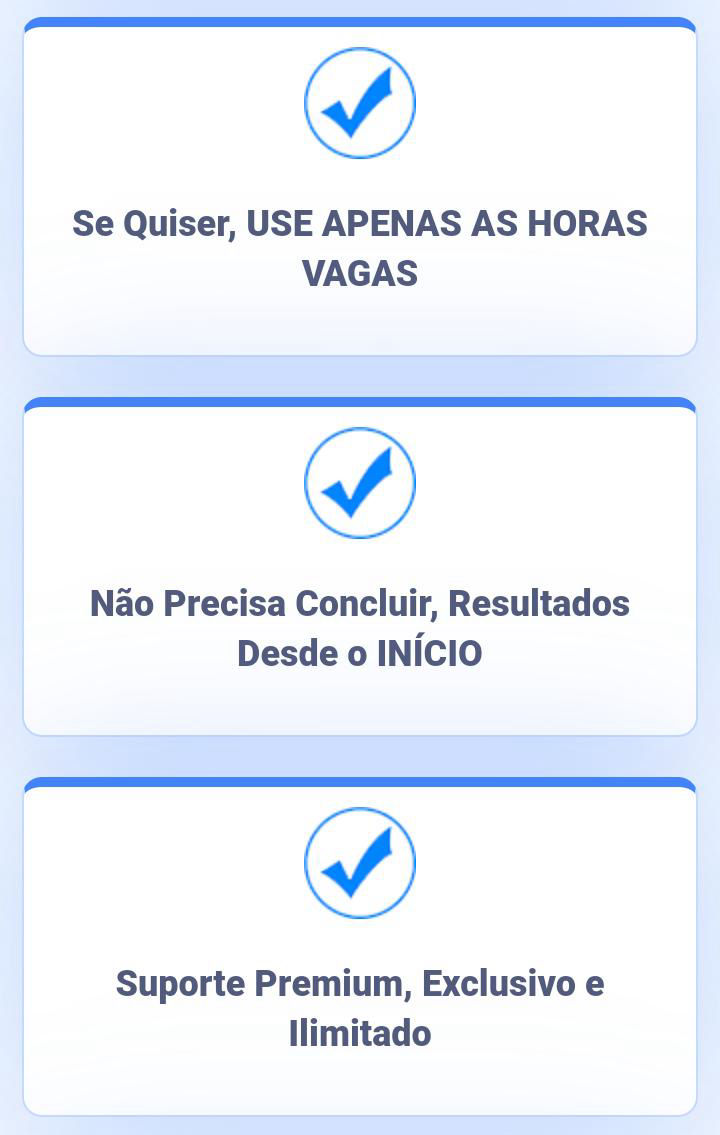 Se Quiser, USE APENAS AS HORAS
VAGAS
Não Precisa Concluir, Resultados
Desde o INÍCIO
Suporte Premium, Exclusivo e
Ilimitado